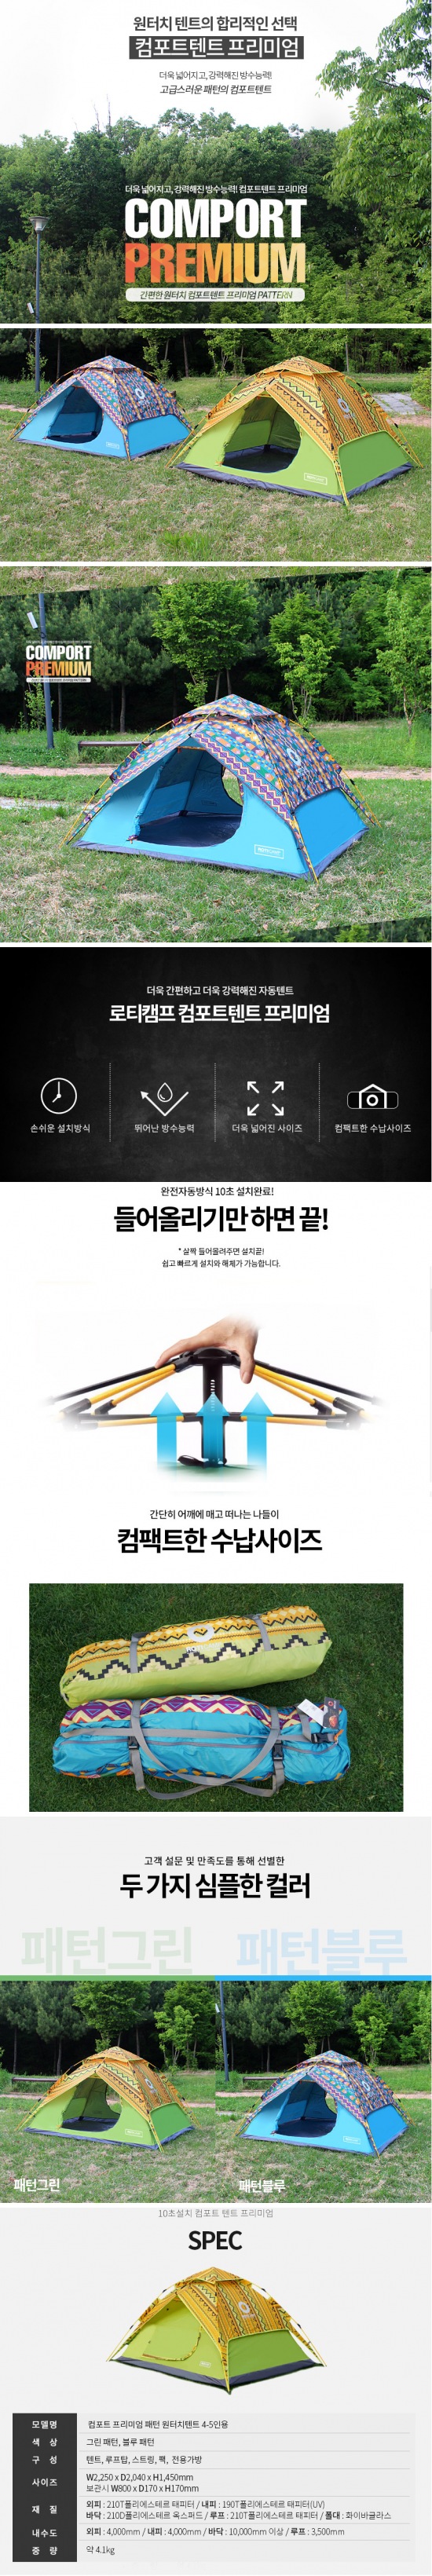 원터치 텐트의 합리적인 선택
컴포트텐트 프리미엄
더욱 넓어지고, 강력해진 방수능력!
고급스러운 패턴의 컴포트텐트
더욱 넓어지고, 강력해진 방수능력! 컴포트텐트 프리미엄
COMPORT
PREMIUM
간편한 원터치 컴포트텐트 프리미엄 PATTERN
COMPORT
PREMIUM
더욱 간편하고 더욱 강력해진 자동텐트
로티캠프 컴포트텐트 프리미엄
손쉬운 설치방식
뛰어난 방수능력
더욱 넓어진 사이즈
컴팩트한 수납사이즈
완전자동방식 10초 설치완료!
들어올리기만 하면 끝!
* 살짝 들어올려주면 설치끝!
쉽고 빠르게 설치와 해체가 가능합니다.
간단히 어깨에 매고 떠나는 나들이
컴팩트한 수납사이즈
고객 설문 및 만족도를 통해 선별한
두 가지 심플한 컬러
패턴그린
패턴블루
패턴그린
패턴블루
10초설치 컴포트 텐트 프리미엄
SPEC
모델명 컴포트 프리미엄 패턴 원터치텐트 4-5인용
색 상 그린 패턴, 블루 패턴
구 성 텐트, 루프탑, 스트링, 팩, 전용가방
사이즈 W2,250 x D2,040 x H1,450mm
보관시 W800 x D170 x H170mm
재 질 외피 : 210T폴리에스테르 태피터 / 내피 : 190T폴리에스테르 태피터(UV)
바닥 : 210D폴리에스테르 옥스퍼드 / 루프 : 210T폴리에스테르 태피터 / 폴대 : 화이바글라스
내수도 외피 : 4,000mm / 내피 : 4,000mm / 바닥 : 10,000mm 이상 / 루프 : 3,500mm
중 량 약 4.1kg